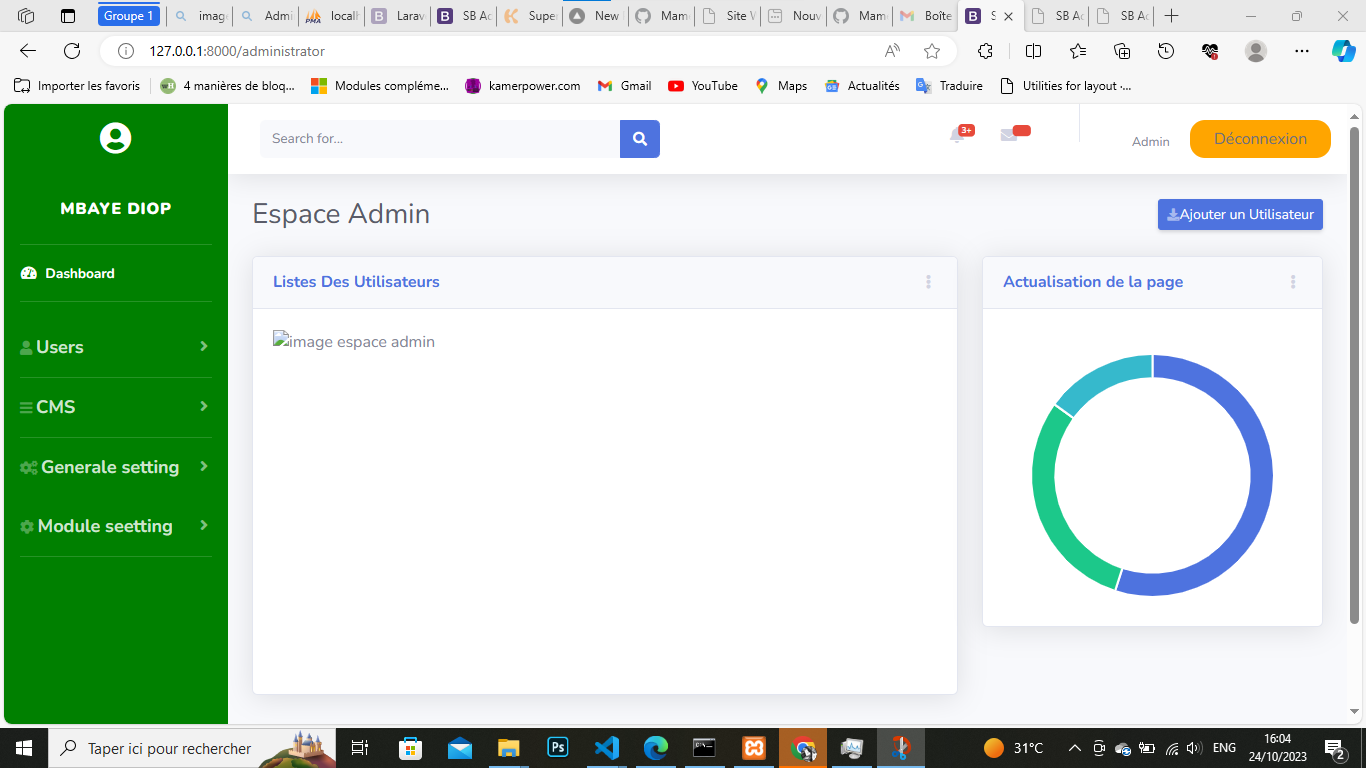 Groupe 1
imag
Admi
localh
Larav
SB Ac
Super
New
Mame
Site W
Nouv
Mame
Boîte
S
SB Ac
SB Ac
127.0.0.1:8000/administrator
Importer les favoris
4 manières de bloq...
Modules compléme...
kamerpower.com
Gmail
YouTube
Maps
Actualités
Traduire
Utilities for layout ·...
Search for...
3+
Admin
Déconnexion
MBAYE DIOP
Espace Admin
Ajouter un Utilisateur
Dashboard
Listes Des Utilisateurs
Actualisation de la page
image espace admin
Users
CMS
Generale setting
Module seetting
Taper ici pour rechercher
31°C
ENG
16:04
24/10/2023
2